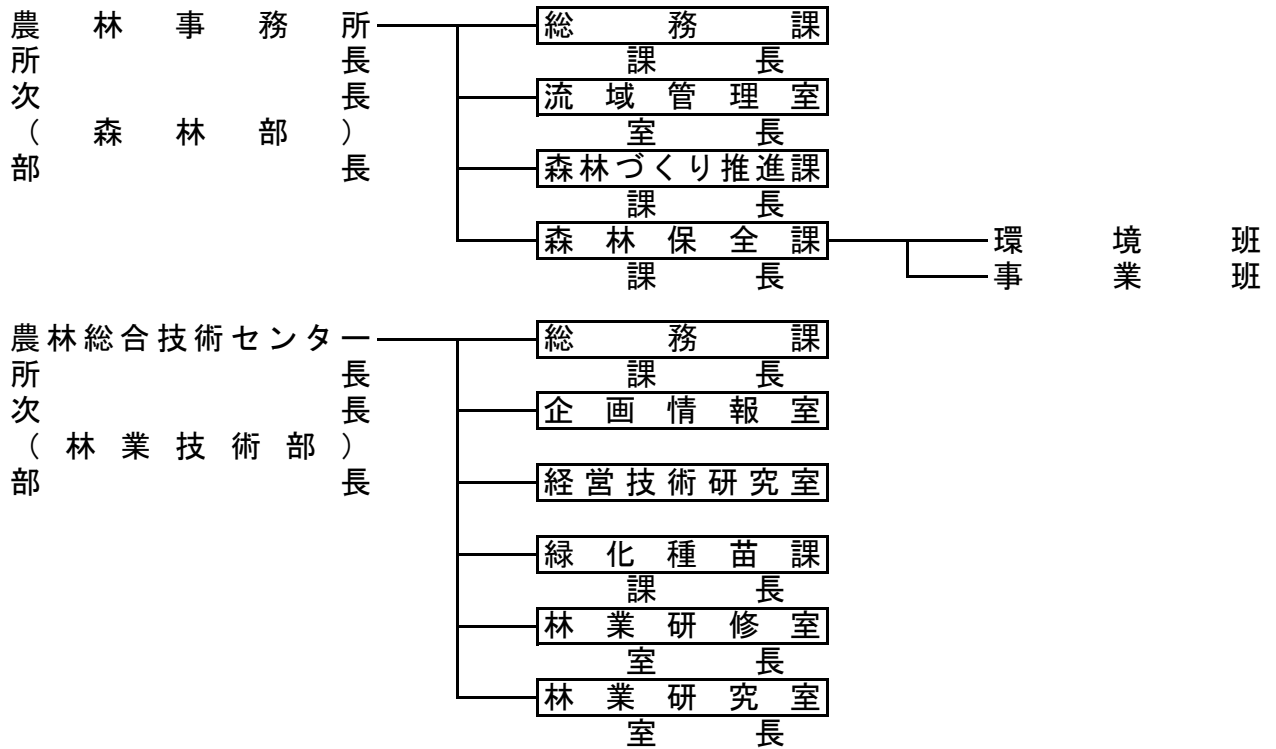 農林事務所 総務課
所長 課長
次長 流域管理室
（森林部） 室長
部長 森林づくり推進課
課長
森林保全課 環境班
課長 事業班
農林総合技術センター 総務課
所長 課長
次長 企画情報室
（林業技術部）
部長 経営技術研究室
緑化種苗課
課長
林業研修室
室長
林業研究室
室長